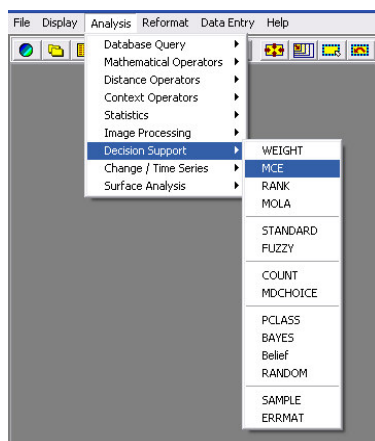 File Display Analysis Reformat Data Entry Help
Database Query
Mathematical Operators
Distance Operators
Context Operators
Statistics
Image Processing
Decision Support
Change / Time Series
Surface Analysis
WEIGHT
MCE
RANK
MOLA
STANDARD
FUZZY
COUNT
MDCHOICE
PCLASS
BAYES
Belief
RANDOM
SAMPLE
ERRMAT